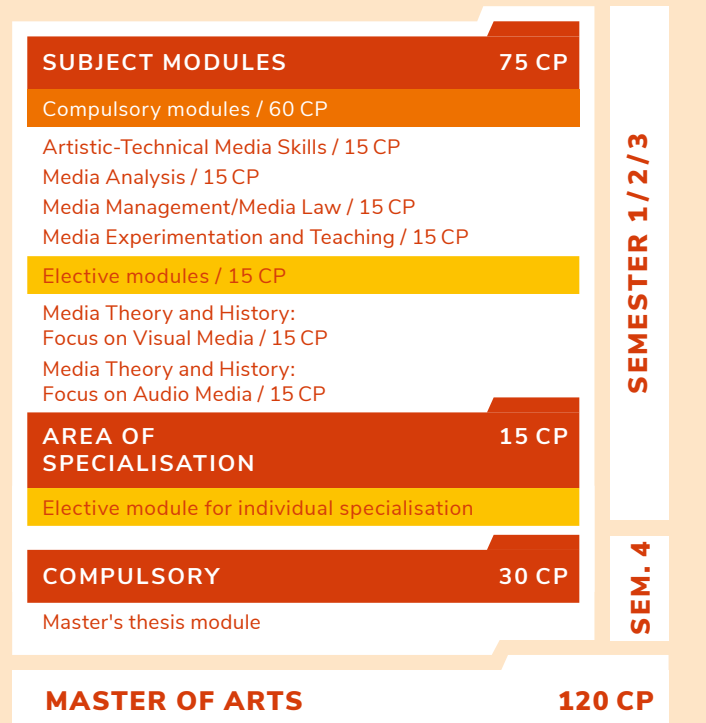 SUBJECT MODULES 75 CP
Compulsory modules / 60 CP
Artistic-Technical Media Skills / 15 CP
Media Analysis / 15 CP
Media Management/Media Law / 15 CP
Media Experimentation and Teaching / 15 CP
Elective modules / 15 CP
Media Theory and History:
Focus on Visual Media / 15 CP
Media Theory and History:
Focus on Audio Media / 15 CP
AREA OF 15 CP
SPECIALISATION
Elective module for individual specialisation
SEMESTER 1/2/3
COMPULSORY 30 CP
Master's thesis module
SEM. 4
MASTER OF ARTS 120 CP